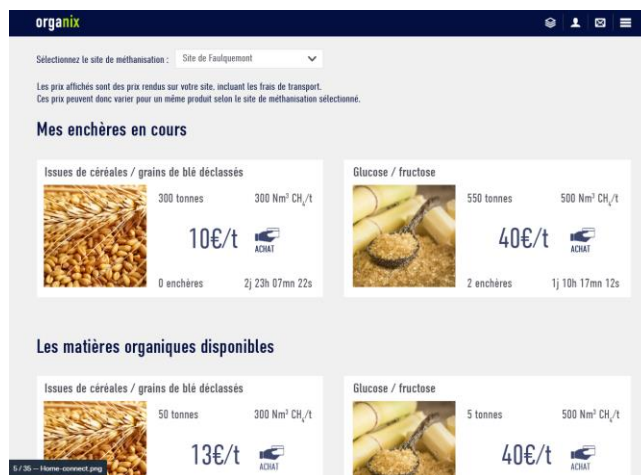 organix
Sélectionnez le site de méthanisation : Site de Faulquemont
Les prix affichés sont des prix rendus sur votre site, incluant les frais de transport.
Ces prix peuvent donc varier pour un même produit selon le site de méthanisation sélectionné.
Mes enchères en cours
Issues de céréales / grains de blé déclassés
300 tonnes 300 Nm³ CH₄/t
10€/t ACHAT
0 enchères 2j 23h 07mn 22s
Glucose / fructose
550 tonnes 500 Nm³ CH₄/t
40€/t ACHAT
2 enchères 1j 10h 17mn 12s
Les matières organiques disponibles
Issues de céréales / grains de blé déclassés
50 tonnes 300 Nm³ CH₄/t
13€/t ACHAT
Glucose / fructose
5 tonnes 500 Nm³ CH₄/t
40€/t ACHAT
5 / 35 — Home-connect.png